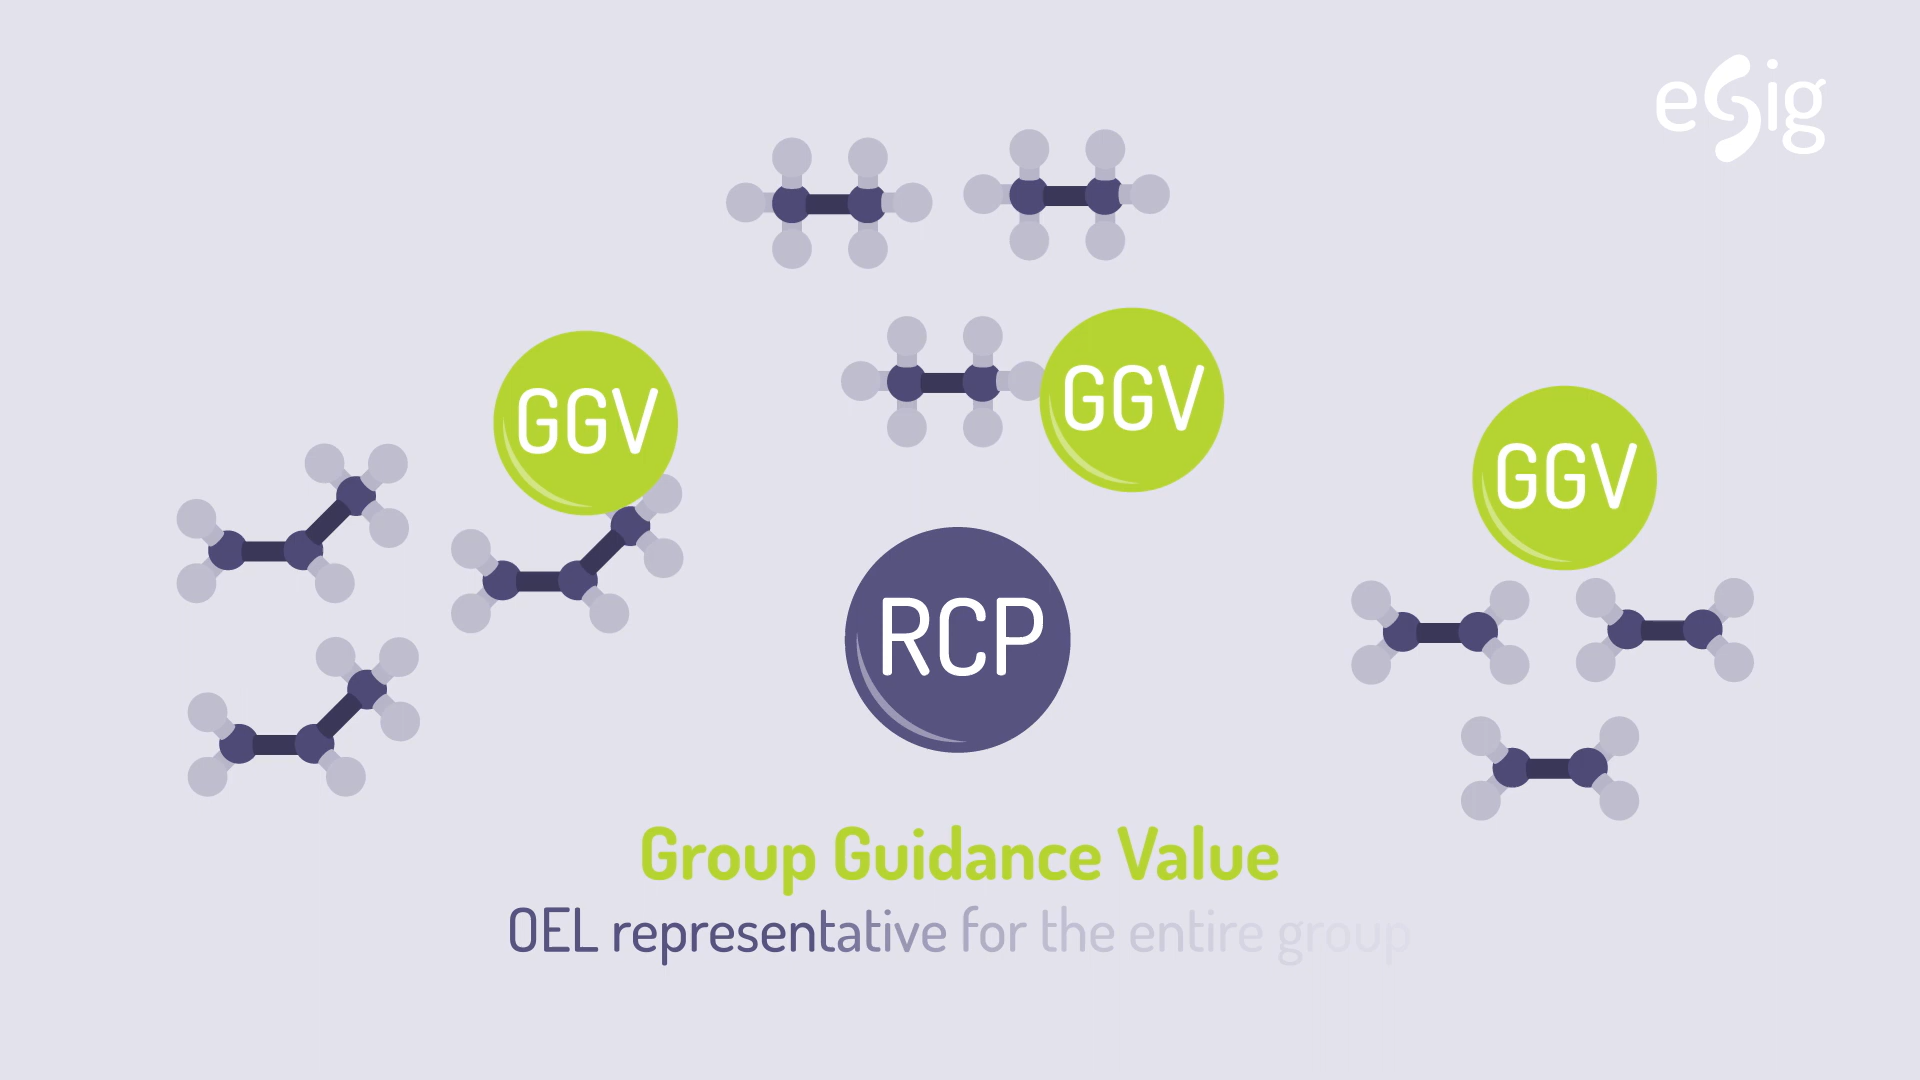 eSig
GGV
GGV
GGV
RCP
Group Guidance Value
OEL representative for the entire group